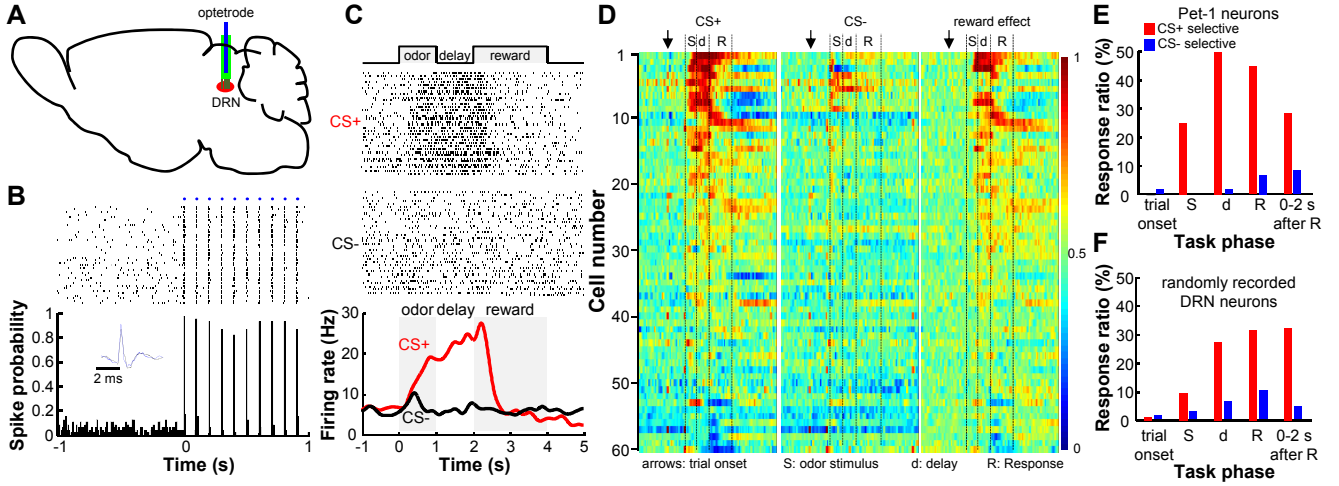 A
optetrode
DRN
B
Spike probability
1
0.8
0.6
0.4
0.2
0
2 ms
-1
0
1
Time (s)
C
odor
delay
reward
CS+
CS-
Firing rate (Hz)
30
20
10
0
odor delay reward
CS+
CS-
-1 0 1 2 3 4 5
Time (s)
D
CS+
CS-
reward effect
S d R
S d R
S d R
Cell number
1
10
20
30
40
50
60
1
0.5
0
arrows: trial onset
S: odor stimulus
d: delay
R: Response
E
Pet-1 neurons
CS+ selective
CS- selective
Response ratio (%)
50
40
30
20
10
0
trial onset
S
d
R
0-2 s after R
Task phase
F
randomly recorded
DRN neurons
Response ratio (%)
50
40
30
20
10
0
trial onset
S
d
R
0-2 s after R
Task phase